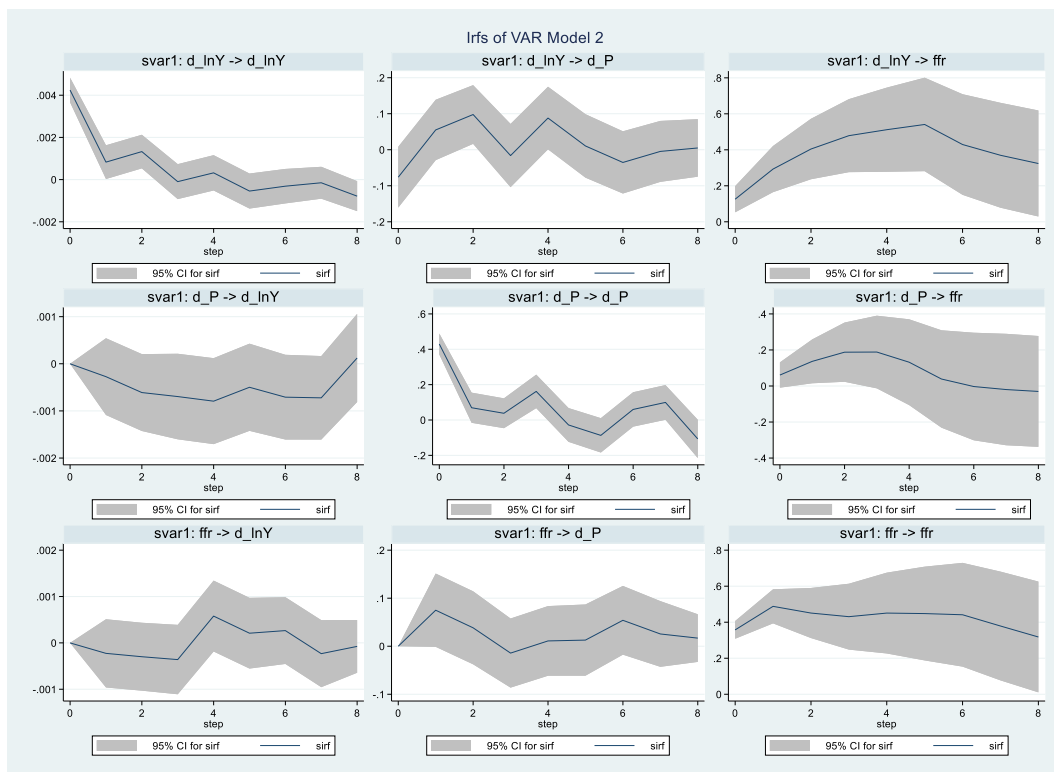 Irfs of VAR Model 2
svar1: d_lnY -> d_lnY
.004
.002
0
-.002
0 2 4 6 8
step
95% CI for sirf sirf
svar1: d_lnY -> d_P
.2
.1
0
-.1
-.2
0 2 4 6 8
step
95% CI for sirf sirf
svar1: d_lnY -> ffr
.8
.6
.4
.2
0
0 2 4 6 8
step
95% CI for sirf sirf
svar1: d_P -> d_lnY
.001
0
-.001
-.002
0 2 4 6 8
step
95% CI for sirf sirf
svar1: d_P -> d_P
.6
.4
.2
0
-.2
0 2 4 6 8
step
95% CI for sirf sirf
svar1: d_P -> ffr
.4
.2
0
-.2
-.4
0 2 4 6 8
step
95% CI for sirf sirf
svar1: ffr -> d_lnY
.002
.001
0
-.001
0 2 4 6 8
step
95% CI for sirf sirf
svar1: ffr -> d_P
.2
.1
0
-.1
0 2 4 6 8
step
95% CI for sirf sirf
svar1: ffr -> ffr
.8
.6
.4
.2
0
0 2 4 6 8
step
95% CI for sirf sirf